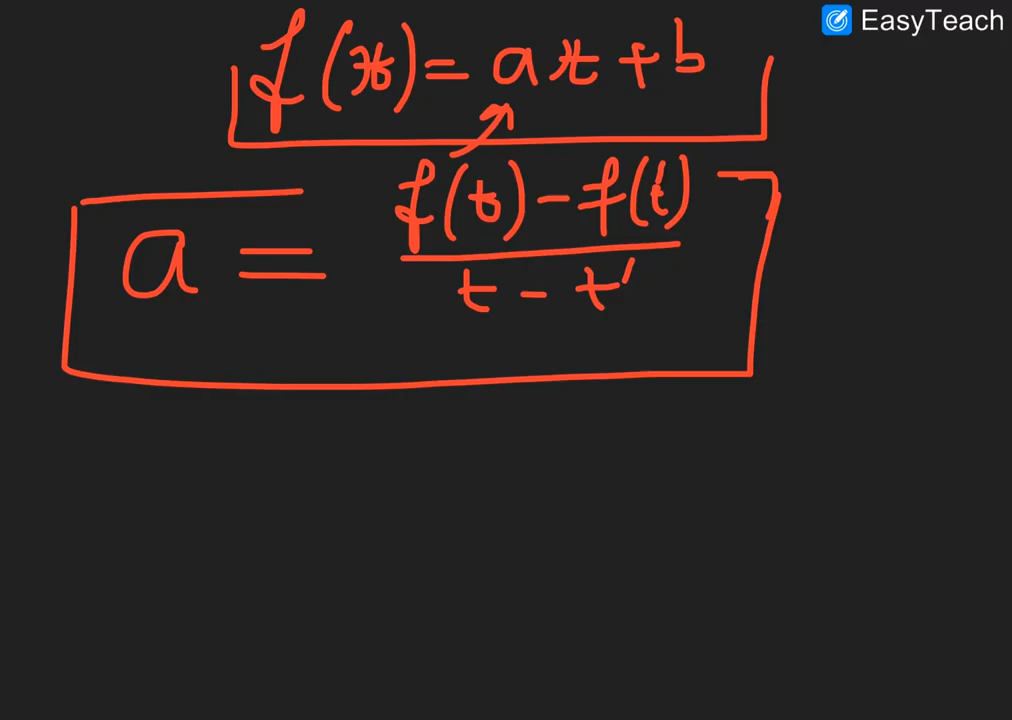 EasyTeach
f(x) = ax + b
a = f(t) - f(t')
t - t'